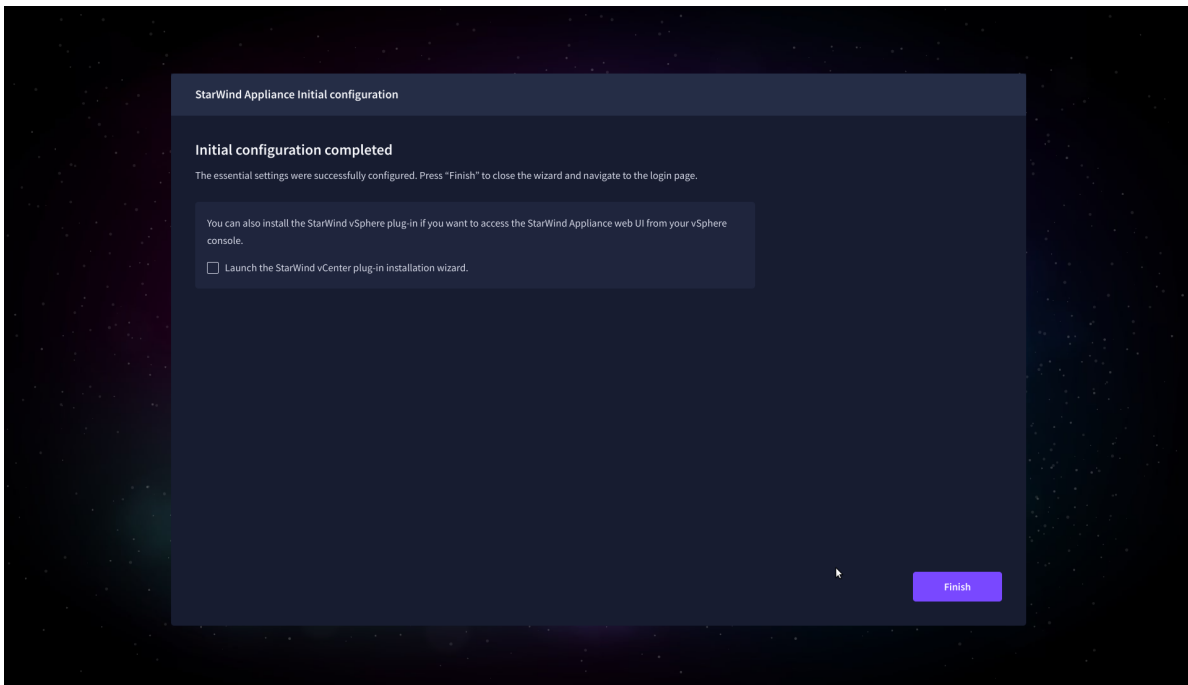 StarWind Appliance Initial configuration
Initial configuration completed
The essential settings were successfully configured. Press “Finish” to close the wizard and navigate to the login page.
You can also install the StarWind vSphere plug-in if you want to access the StarWind Appliance web UI from your vSphere
console.
Launch the StarWind vCenter plug-in installation wizard.
Finish